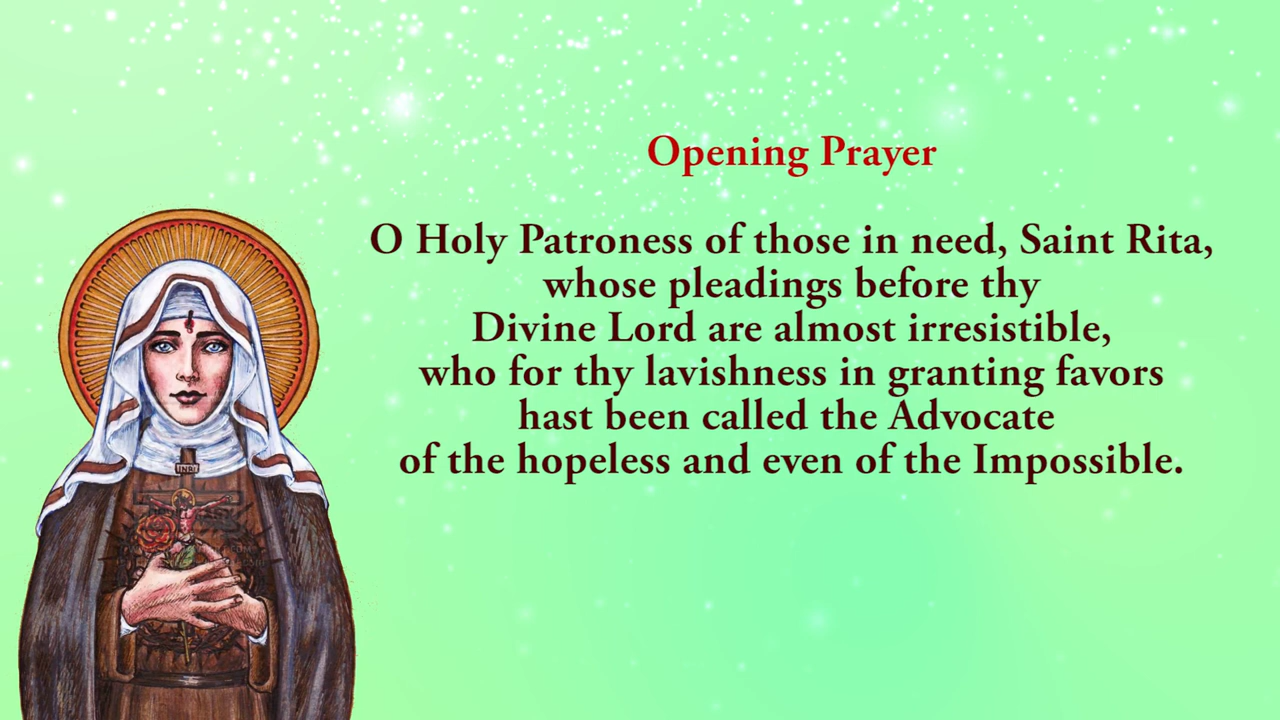 Opening Prayer
O Holy Patroness of those in need, Saint Rita,
whose pleadings before thy
Divine Lord are almost irresistible,
who for thy lavishness in granting favors
hast been called the Advocate
of the hopeless and even of the Impossible.
INRI